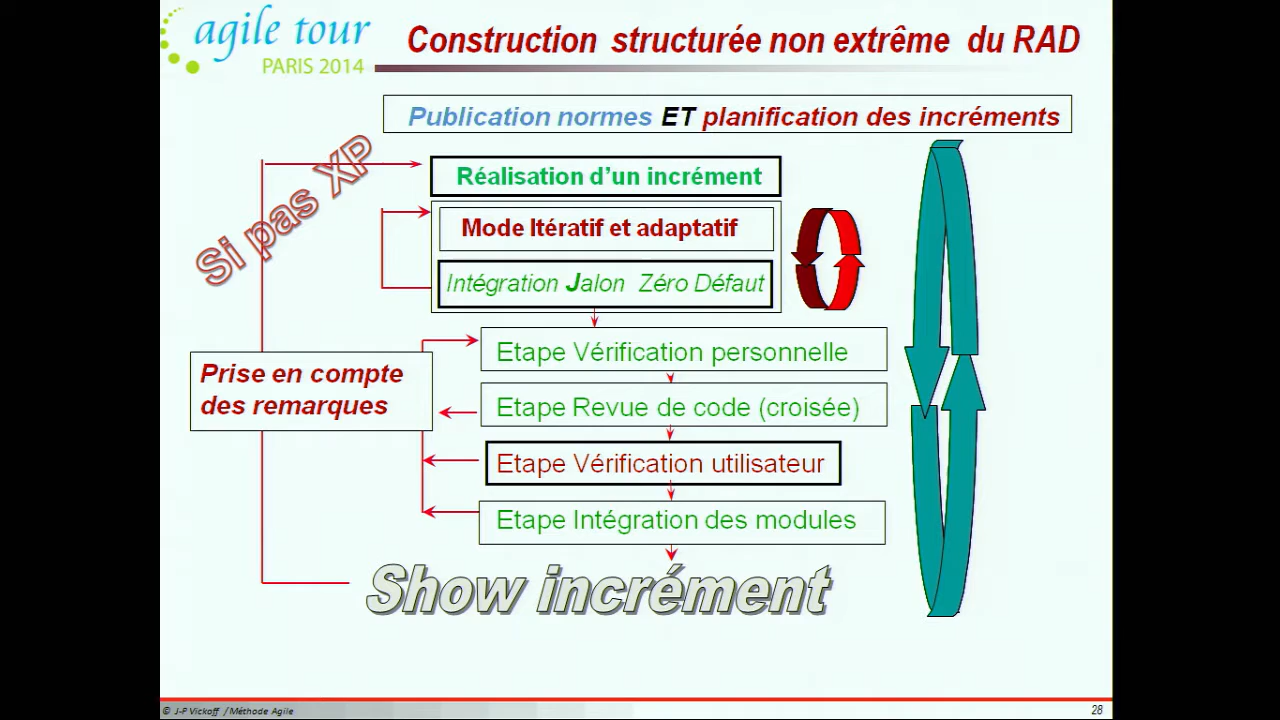 agile tour
PARIS 2014
Construction structurée non extrême du RAD
Publication normes ET planification des incréments
Si pas XP
Réalisation d’un incrément
Mode Itératif et adaptatif
Intégration Jalon Zéro Défaut
Etape Vérification personnelle
Prise en compte
des remarques
Etape Revue de code (croisée)
Etape Vérification utilisateur
Etape Intégration des modules
Show incrément
© J-P Vickoff / Méthode Agile
28